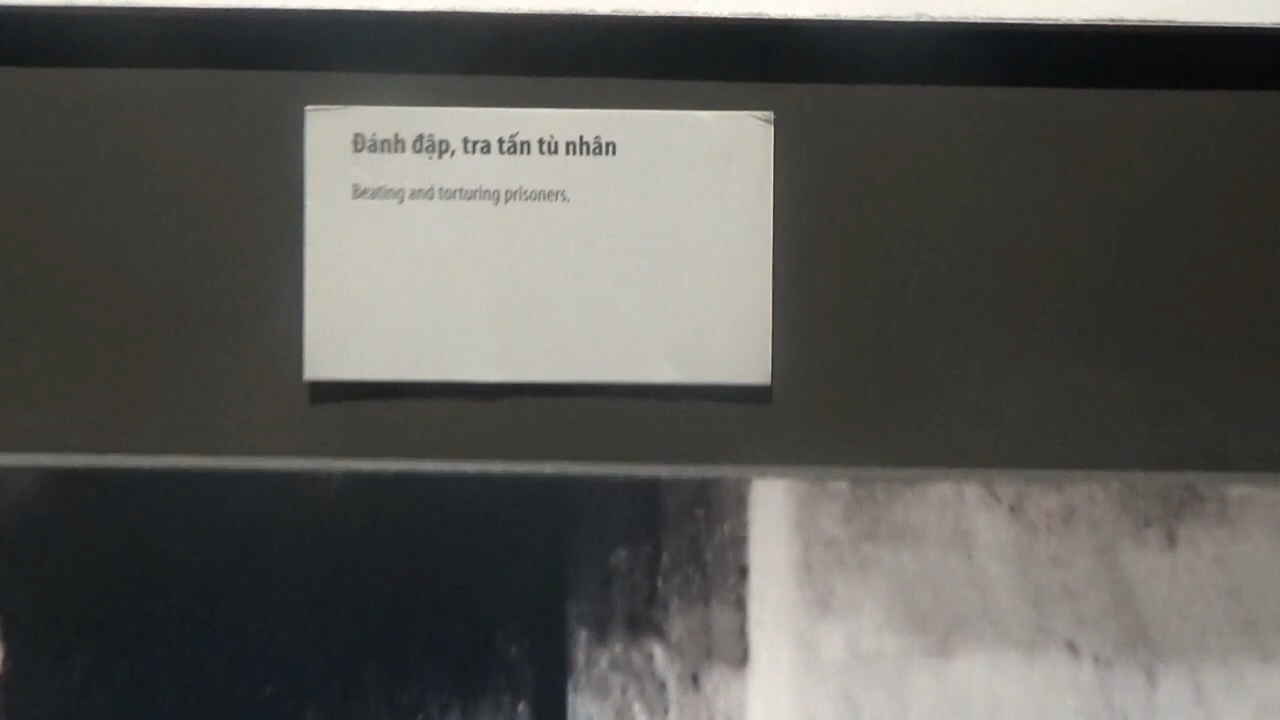 Đánh đập, tra tấn tù nhân
Beating and torturing prisoners.